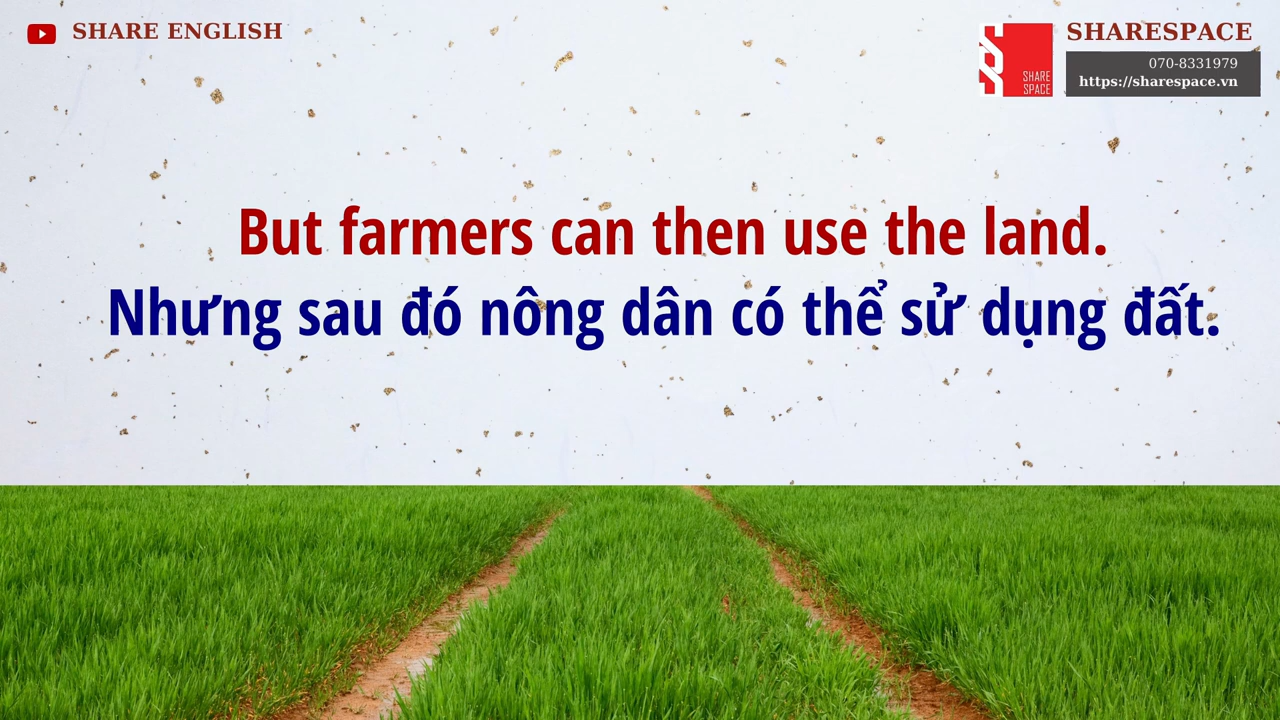 SHARE ENGLISH
SHARESPACE
070-8331979
https://sharespace.vn
SHARE
SPACE
But farmers can then use the land.
Nhưng sau đó nông dân có thể sử dụng đất.